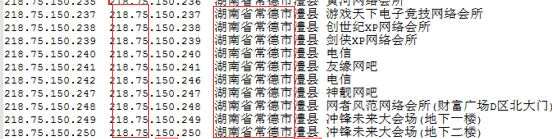 218.75.150.235 218.75.150.236 湖南省常德市澧县 黄河网络会所
218.75.150.237 218.75.150.237 湖南省常德市澧县 游戏天下电子竞技网络会所
218.75.150.238 218.75.150.238 湖南省常德市澧县 创世纪XP网络会所
218.75.150.239 218.75.150.239 湖南省常德市澧县 剑侠XP网络会所
218.75.150.240 218.75.150.240 湖南省常德市澧县 电信
218.75.150.241 218.75.150.241 湖南省常德市澧县 友缘网吧
218.75.150.242 218.75.150.246 湖南省常德市澧县 电信
218.75.150.247 218.75.150.247 湖南省常德市澧县 神靓网吧
218.75.150.248 218.75.150.248 湖南省常德市澧县 网者风范网络会所(财富广场D区北大门)
218.75.150.249 218.75.150.249 湖南省常德市澧县 冲锋未来大会场(地下一楼)
218.75.150.250 218.75.150.250 湖南省常德市澧县 冲锋未来大会场(地下二楼)